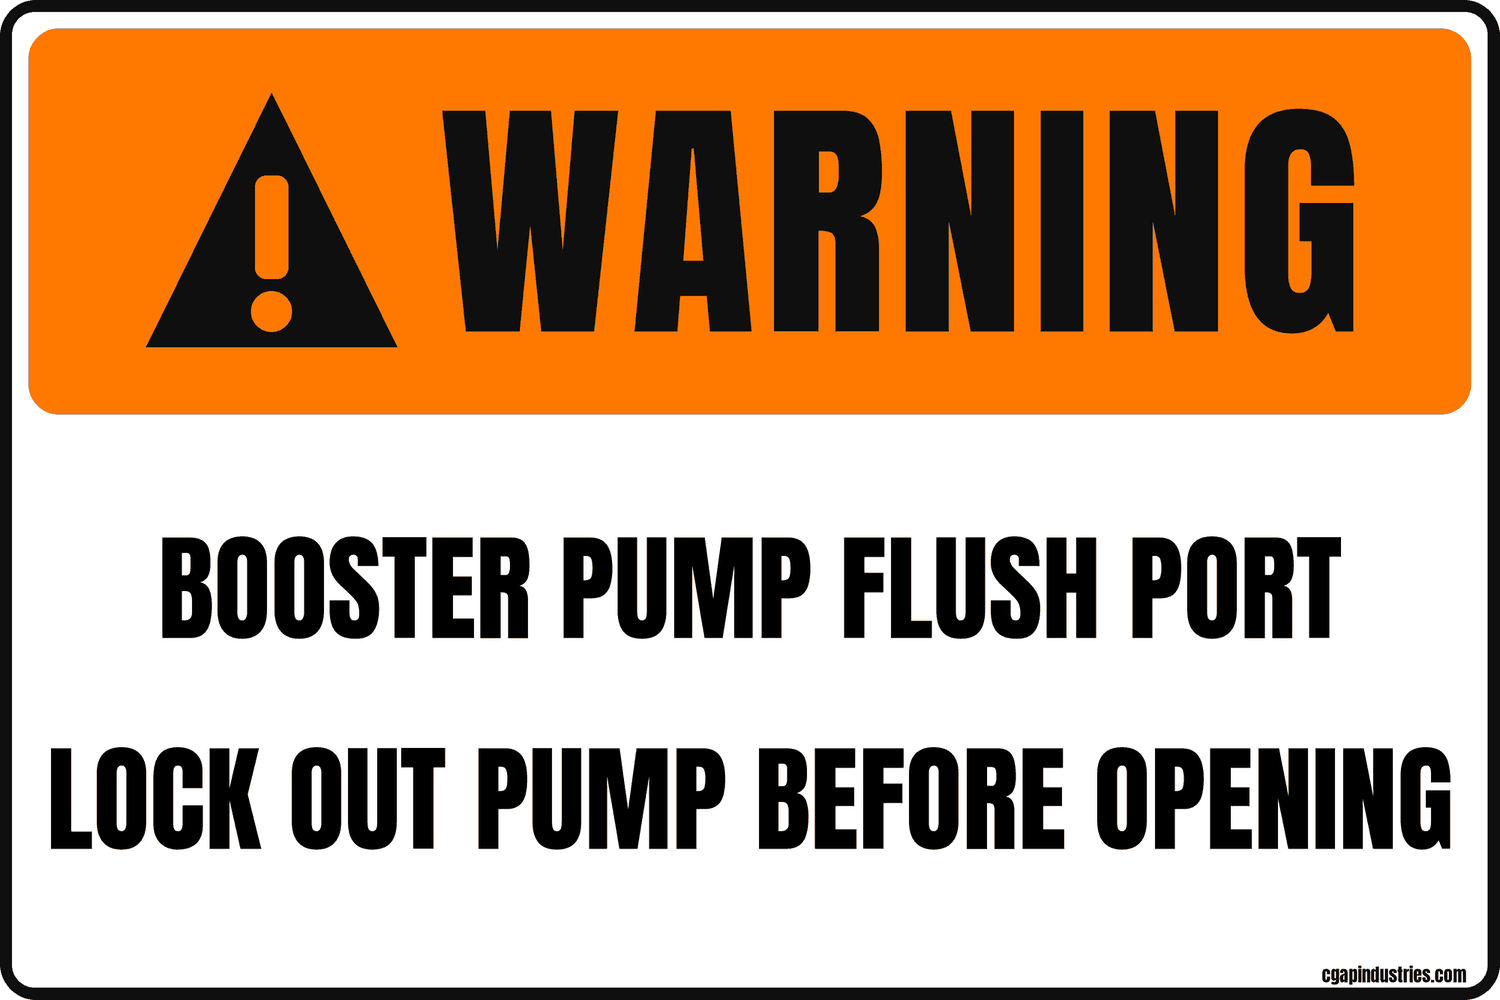 WARNING
BOOSTER PUMP FLUSH PORT
LOCK OUT PUMP BEFORE OPENING
cgapindustries.com